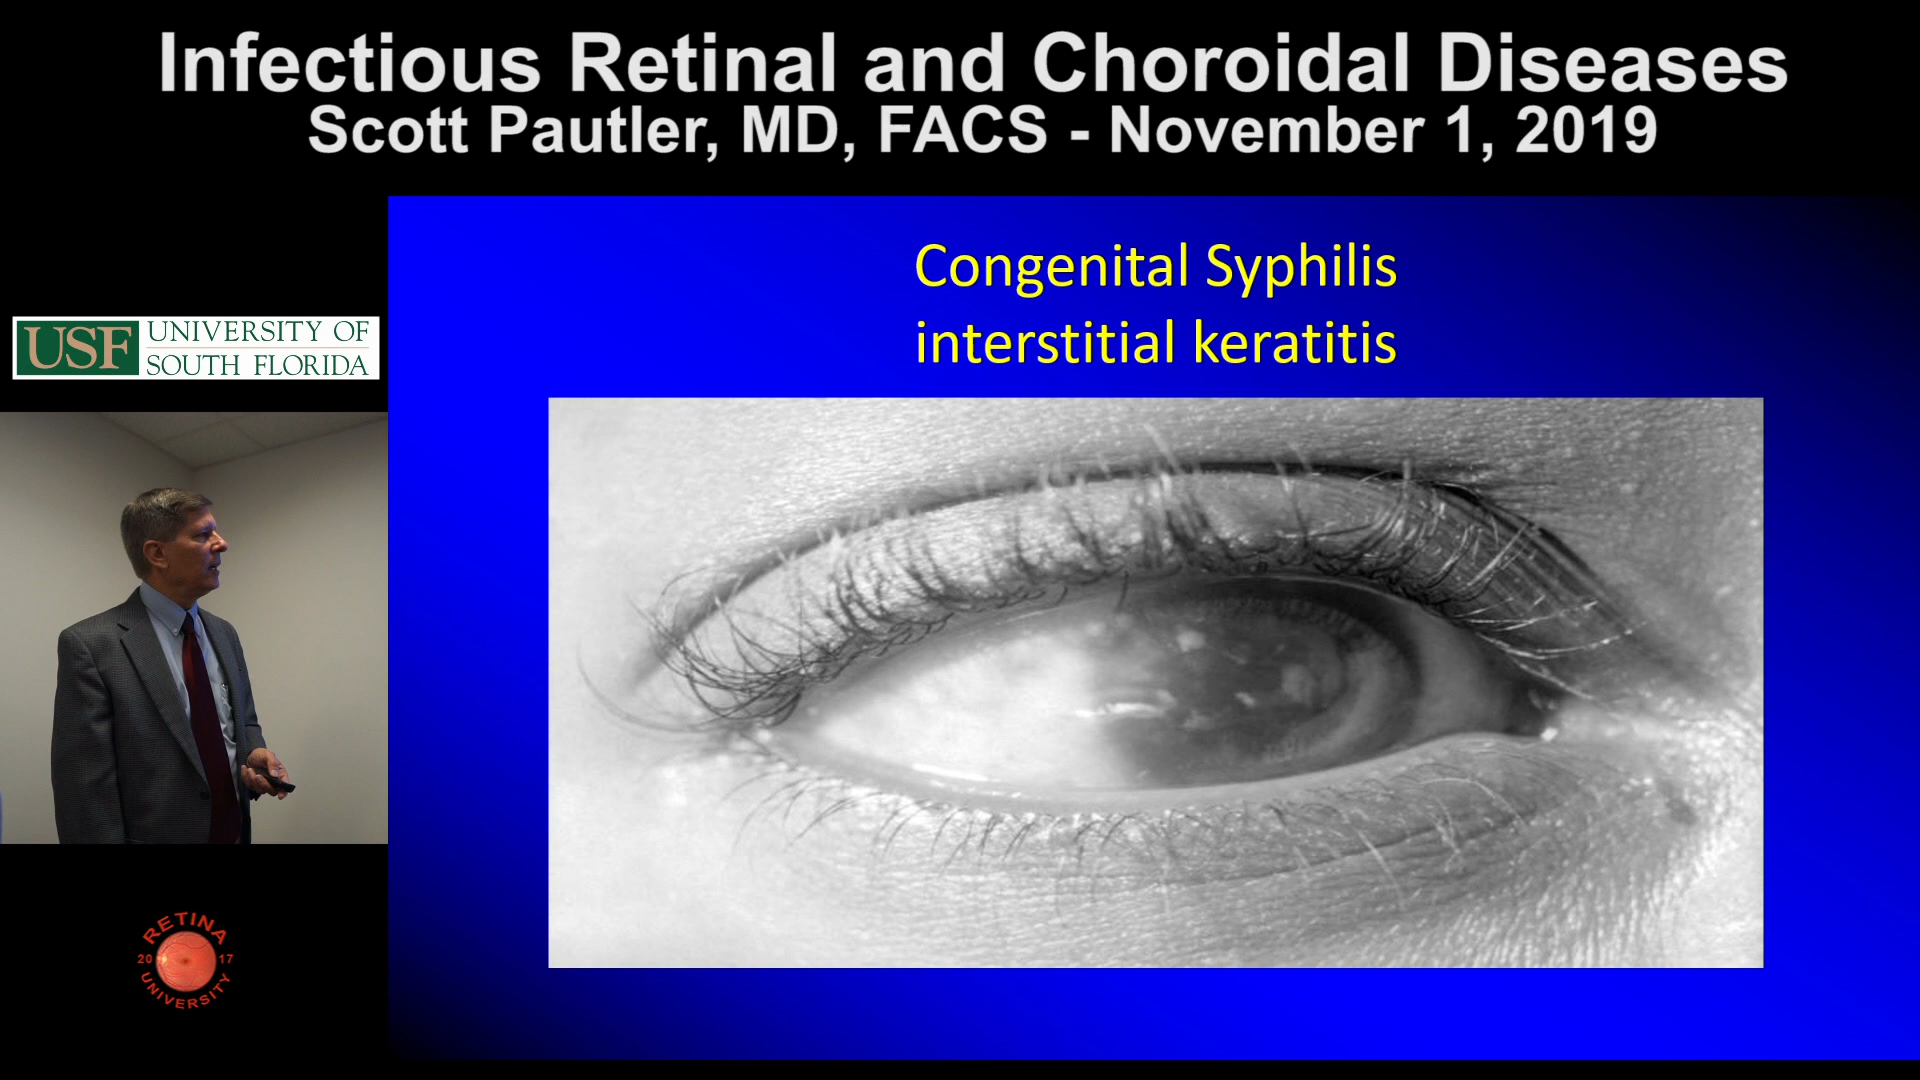 Infectious Retinal and Choroidal Diseases
Scott Pautler, MD, FACS - November 1, 2019
Congenital Syphilis
interstitial keratitis
USF UNIVERSITY OF
SOUTH FLORIDA
RETINA
20 17
UNIVERSITY